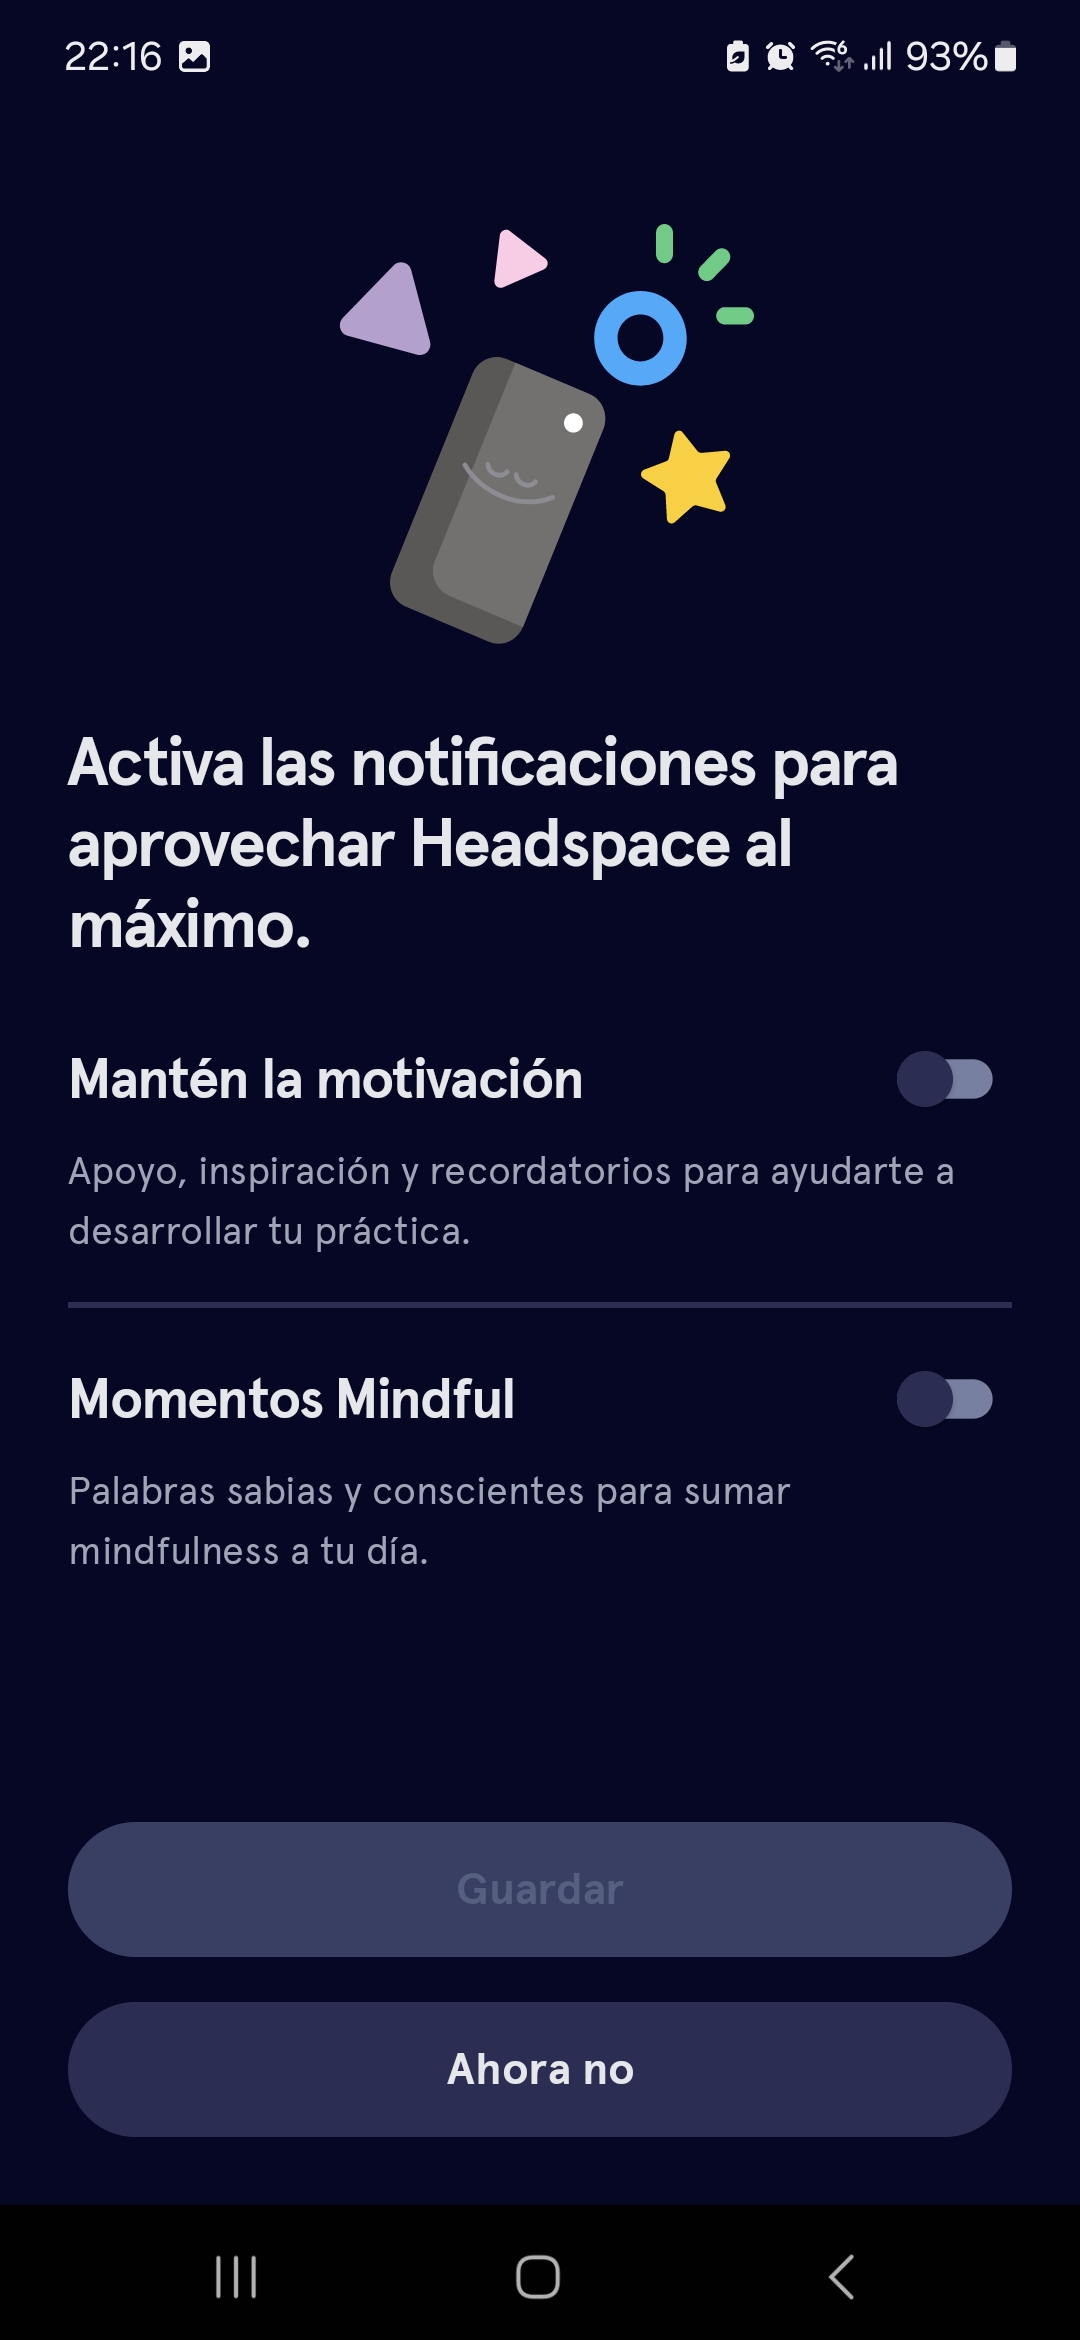 22:16
6 93%
Activa las notificaciones para
aprovechar Headspace al
máximo.
Mantén la motivación
Apoyo, inspiración y recordatorios para ayudarte a
desarrollar tu práctica.
Momentos Mindful
Palabras sabias y conscientes para sumar
mindfulness a tu día.
Guardar
Ahora no